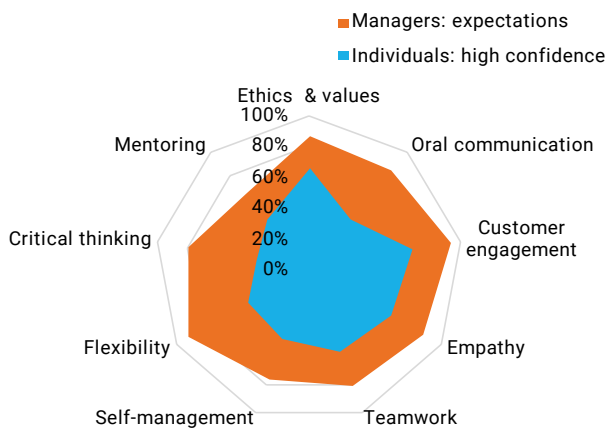 Managers: expectations
Individuals: high confidence
Ethics & values
100%
80%
60%
40%
20%
0%
Oral communication
Customer
engagement
Empathy
Teamwork
Self-management
Flexibility
Critical thinking
Mentoring